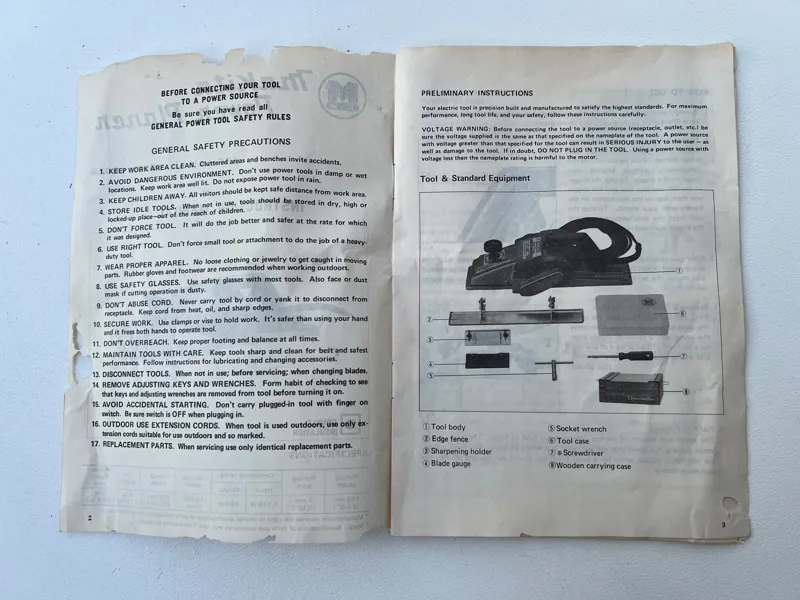 BEFORE CONNECTING YOUR TOOL
TO A POWER SOURCE
Be sure you have read all
GENERAL POWER TOOL SAFETY RULES
GENERAL SAFETY PRECAUTIONS
1. KEEP WORK AREA CLEAN. Cluttered areas and benches invite accidents.
2. AVOID DANGEROUS ENVIRONMENT. Don't use power tools in damp or wet
locations. Keep work area well lit. Do not expose power tool in rain.
3. KEEP CHILDREN AWAY. All visitors should be kept safe distance from work area.
4. STORE IDLE TOOLS. When not in use, tools should be stored in dry, high or
locked-up place—out of the reach of children.
5. DON'T FORCE TOOL. It will do the job better and safer at the rate for which
it was designed.
6. USE RIGHT TOOL. Don't force small tool or attachment to do the job of a heavy-
duty tool.
7. WEAR PROPER APPAREL. No loose clothing or jewelry to get caught in moving
parts. Rubber gloves and footwear are recommended when working outdoors.
8. USE SAFETY GLASSES. Use safety glasses with most tools. Also face or dust
mask if cutting operation is dusty.
9. DON'T ABUSE CORD. Never carry tool by cord or yank it to disconnect from
receptacle. Keep cord from heat, oil, and sharp edges.
10. SECURE WORK. Use clamps or vise to hold work. It's safer than using your hand
and it frees both hands to operate tool.
11. DON'T OVERREACH. Keep proper footing and balance at all times.
12. MAINTAIN TOOLS WITH CARE. Keep tools sharp and clean for best and safest
performance. Follow instructions for lubricating and changing accessories.
13. DISCONNECT TOOLS. When not in use; before servicing; when changing blades.
14. REMOVE ADJUSTING KEYS AND WRENCHES. Form habit of checking to see
that keys and adjusting wrenches are removed from tool before turning it on.
15. AVOID ACCIDENTAL STARTING. Don't carry plugged-in tool with finger on
switch. Be sure switch is OFF when plugging in.
16. OUTDOOR USE EXTENSION CORDS. When tool is used outdoors, use only ex-
tension cords suitable for use outdoors and so marked.
17. REPLACEMENT PARTS. When servicing use only identical replacement parts.
2
PRELIMINARY INSTRUCTIONS
Your electric tool is precision built and manufactured to satisfy the highest standards. For maximum
performance, long tool life, and your safety, follow these instructions carefully.
VOLTAGE WARNING: Before connecting the tool to a power source (receptacle, outlet, etc.) be
sure the voltage supplied is the same as that specified on the nameplate of the tool. A power source
with voltage greater than that specified for the tool can result in SERIOUS INJURY to the user — as
well as damage to the tool. If in doubt, DO NOT PLUG IN THE TOOL. Using a power source with
voltage less than the nameplate rating is harmful to the motor.
Tool & Standard Equipment
①
②
③
④
⑤
⑥
⑦
⑧
① Tool body
② Edge fence
③ Sharpening holder
④ Blade gauge
⑤ Socket wrench
⑥ Tool case
⑦ ⊕ Screwdriver
⑧ Wooden carrying case
3